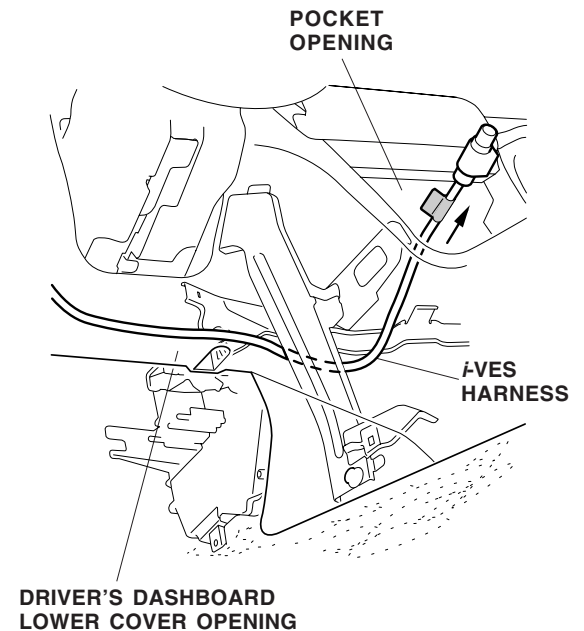 POCKET
OPENING
i-VES
HARNESS
DRIVER'S DASHBOARD
LOWER COVER OPENING